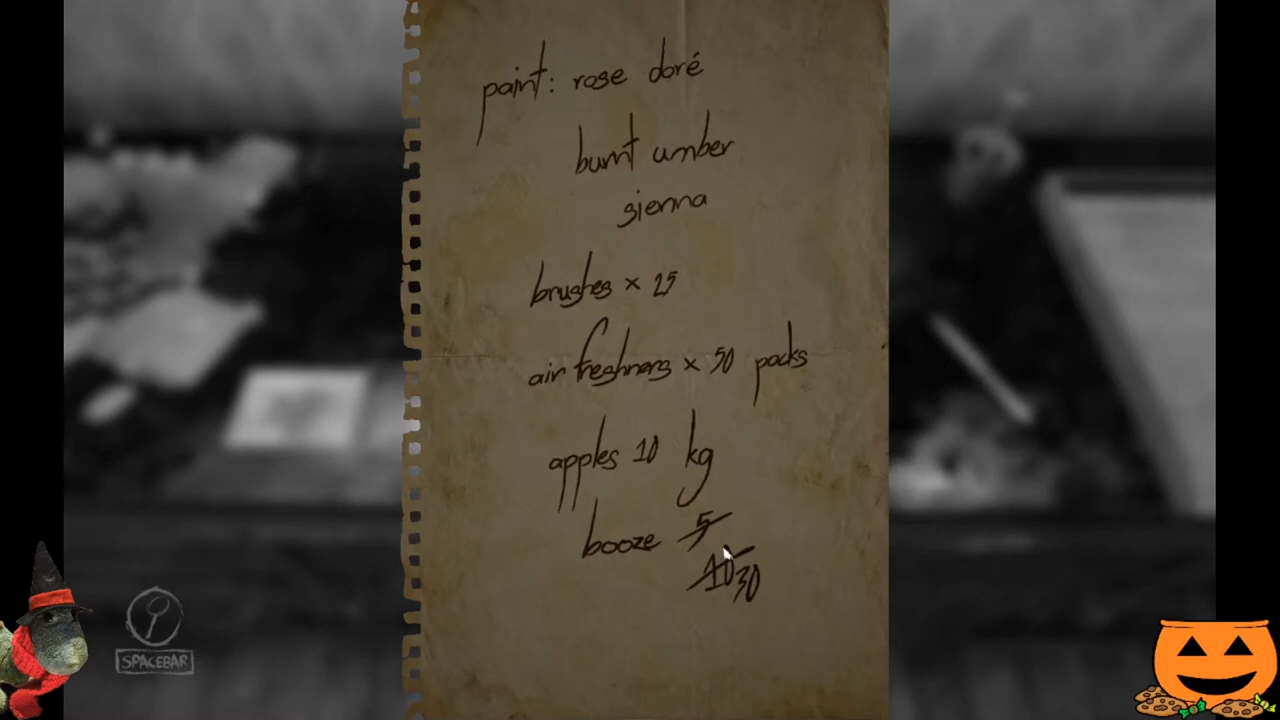 paint: rose doré
burnt umber
sienna
brushes × 25
air freshners × 50 packs
apples 10 kg
booze 5
10 30
SPACEBAR